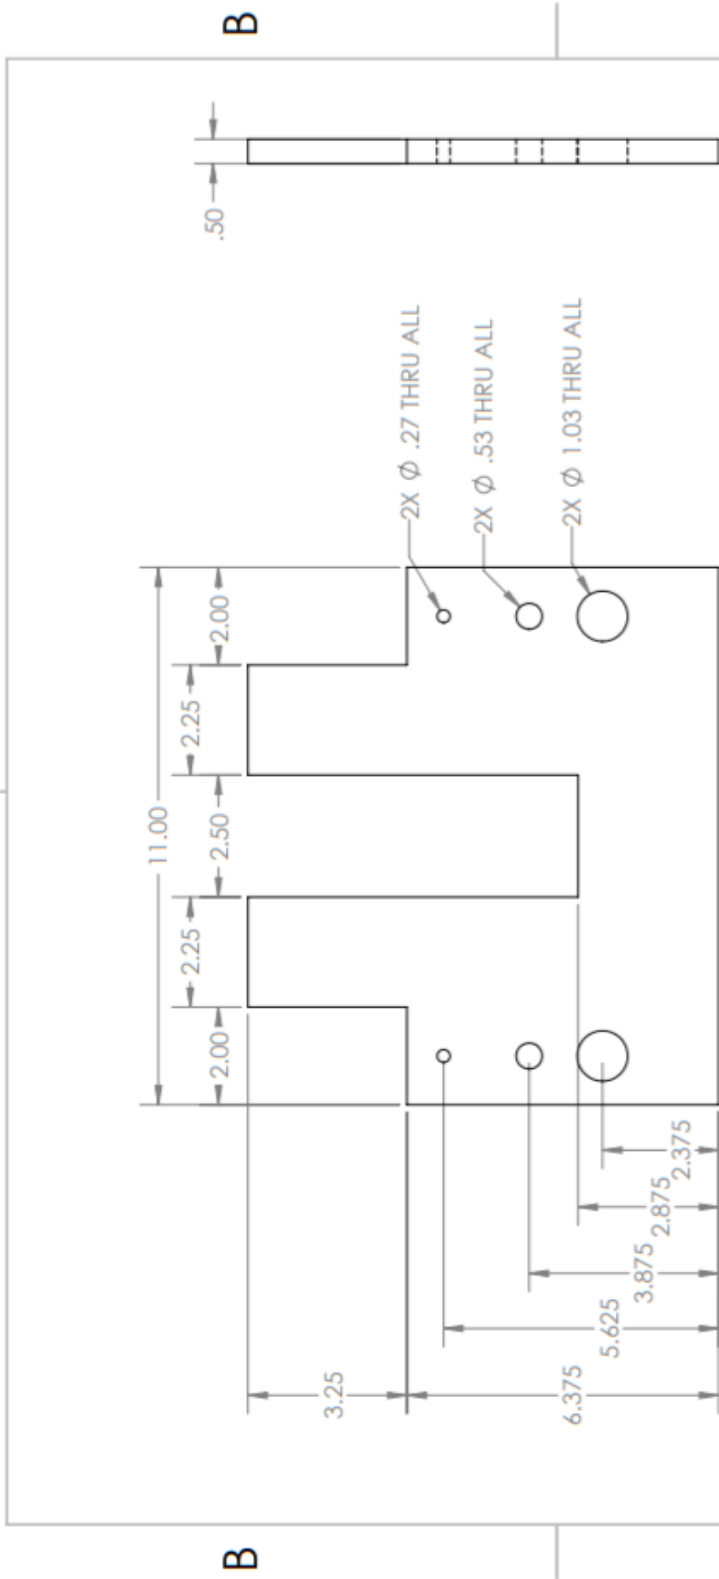 B
B
.50
2X Ø .27 THRU ALL
2X Ø .53 THRU ALL
2X Ø 1.03 THRU ALL
11.00
2.00
2.25
2.50
2.25
2.00
3.25
6.375
5.625
3.875
2.875
2.375